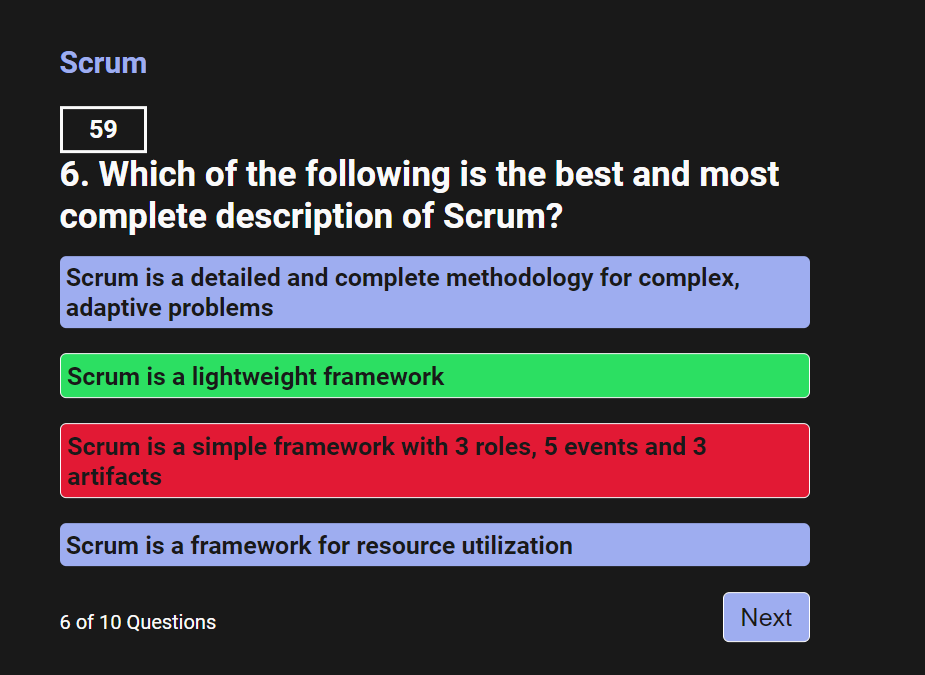 Scrum
59
6. Which of the following is the best and most
complete description of Scrum?
Scrum is a detailed and complete methodology for complex,
adaptive problems
Scrum is a lightweight framework
Scrum is a simple framework with 3 roles, 5 events and 3
artifacts
Scrum is a framework for resource utilization
6 of 10 Questions
Next